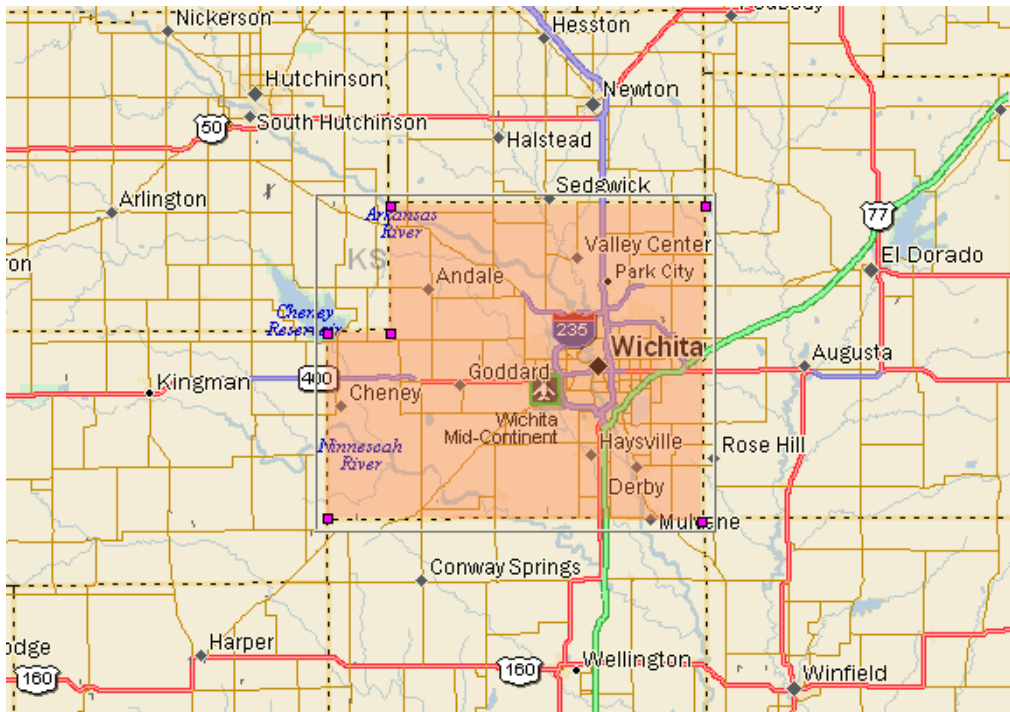 Nickerson
Hesston
Peabody
Hutchinson
Newton
50
South Hutchinson
Halstead
Arlington
Sedgwick
Arkansas
River
77
Valley Center
KS
El Dorado
Andale
Park City
Cheney
Reservoir
235
Wichita
Augusta
400
Kingman
Goddard
Cheney
Wichita
Mid-Continent
Ninnescah
River
Haysville
Rose Hill
Derby
Mulvane
Conway Springs
Harper
160
160
Wellington
Winfield